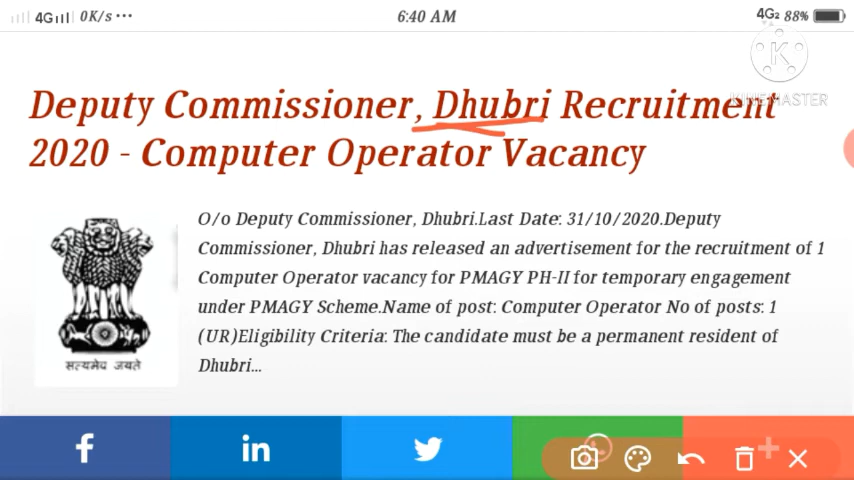 4G 0K/s ··· 6:40 AM 4G2 88%
KINEMASTER
Deputy Commissioner, Dhubri Recruitment
2020 - Computer Operator Vacancy
O/o Deputy Commissioner, Dhubri.Last Date: 31/10/2020.Deputy
Commissioner, Dhubri has released an advertisement for the recruitment of 1
Computer Operator vacancy for PMAGY PH-II for temporary engagement
under PMAGY Scheme.Name of post: Computer Operator No of posts: 1
(UR)Eligibility Criteria: The candidate must be a permanent resident of
Dhubri...
सत्यमेव जयते